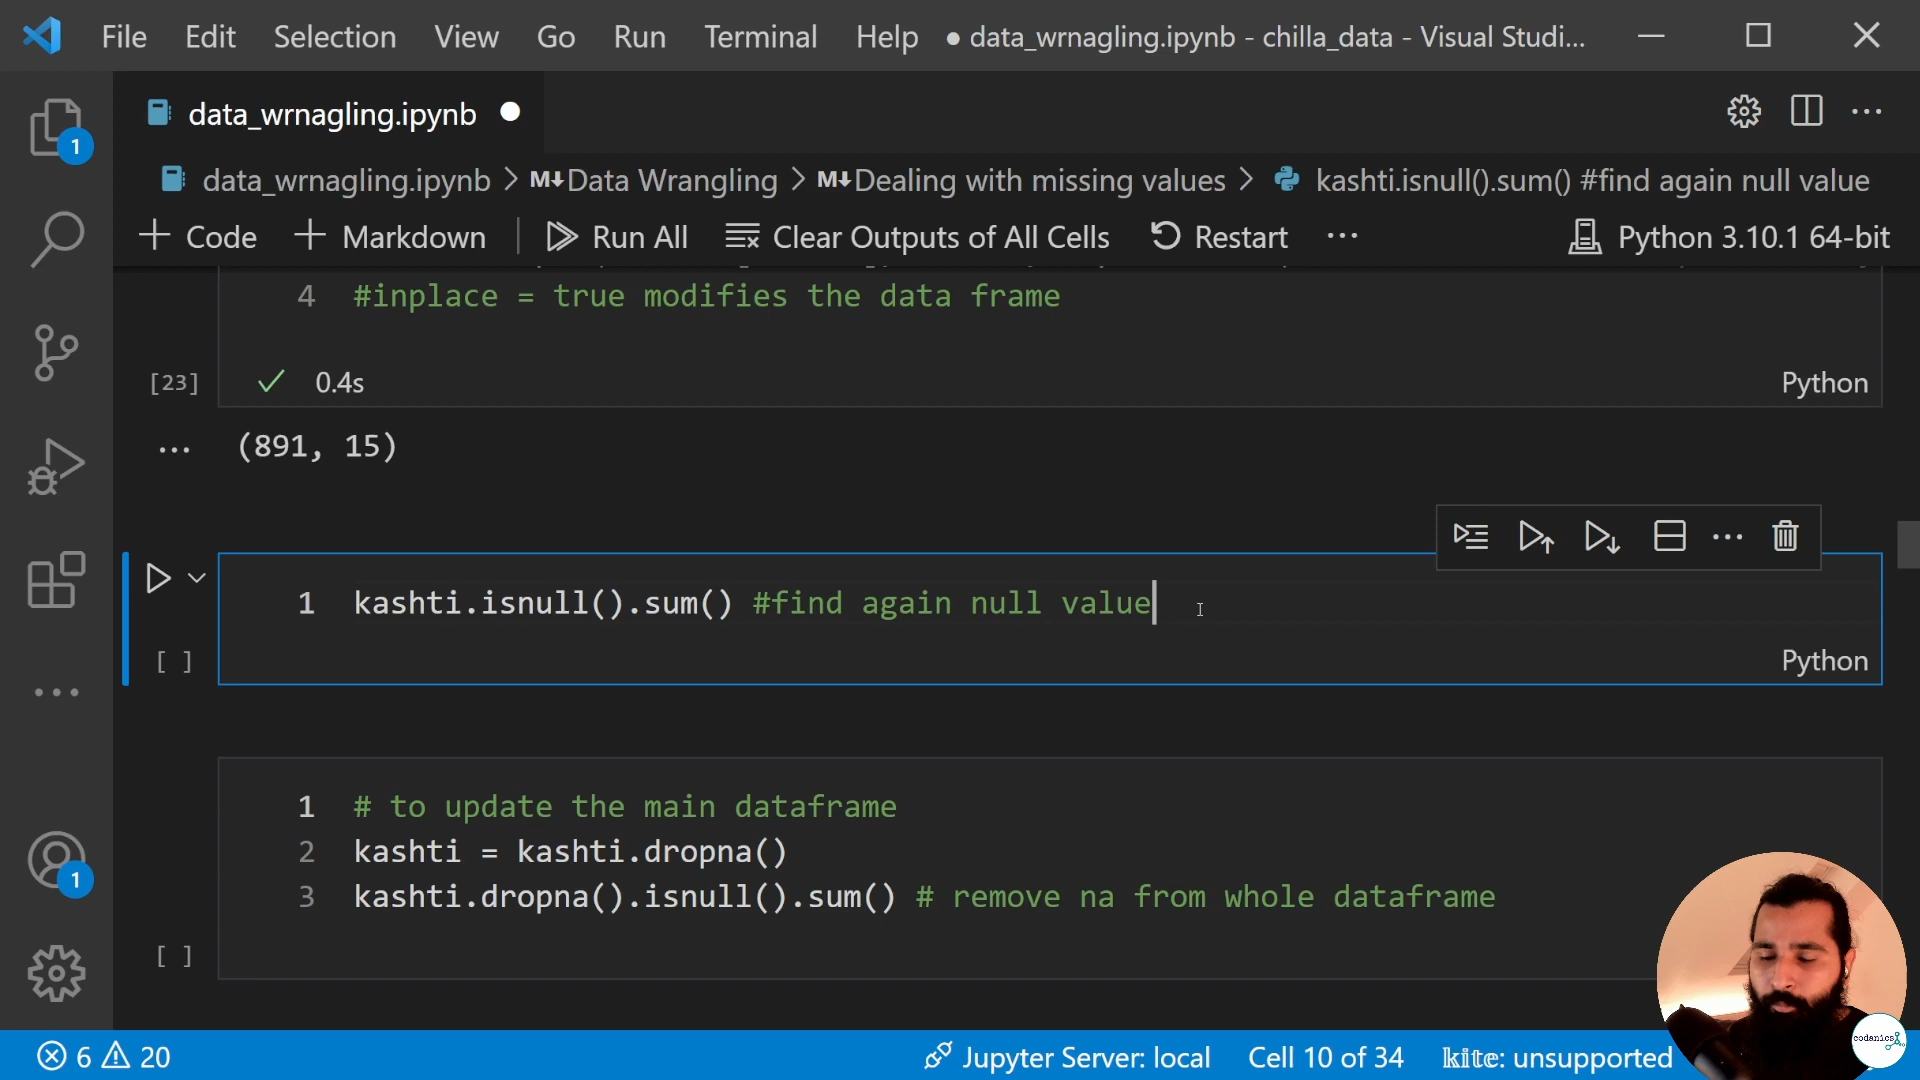 File Edit Selection View Go Run Terminal Help ● data_wrnagling.ipynb - chilla_data - Visual Studi...
data_wrnagling.ipynb
1
data_wrnagling.ipynb > M↓Data Wrangling > M↓Dealing with missing values > kashti.isnull().sum() #find again null value
+ Code + Markdown Run All Clear Outputs of All Cells Restart ... Python 3.10.1 64-bit
4 #inplace = true modifies the data frame
[23] 0.4s Python
... (891, 15)
1 kashti.isnull().sum() #find again null value
[ ] Python
1 # to update the main dataframe
2 kashti = kashti.dropna()
3 kashti.dropna().isnull().sum() # remove na from whole dataframe
1
[ ]
codanics
6 20 Jupyter Server: local Cell 10 of 34 kite: unsupported